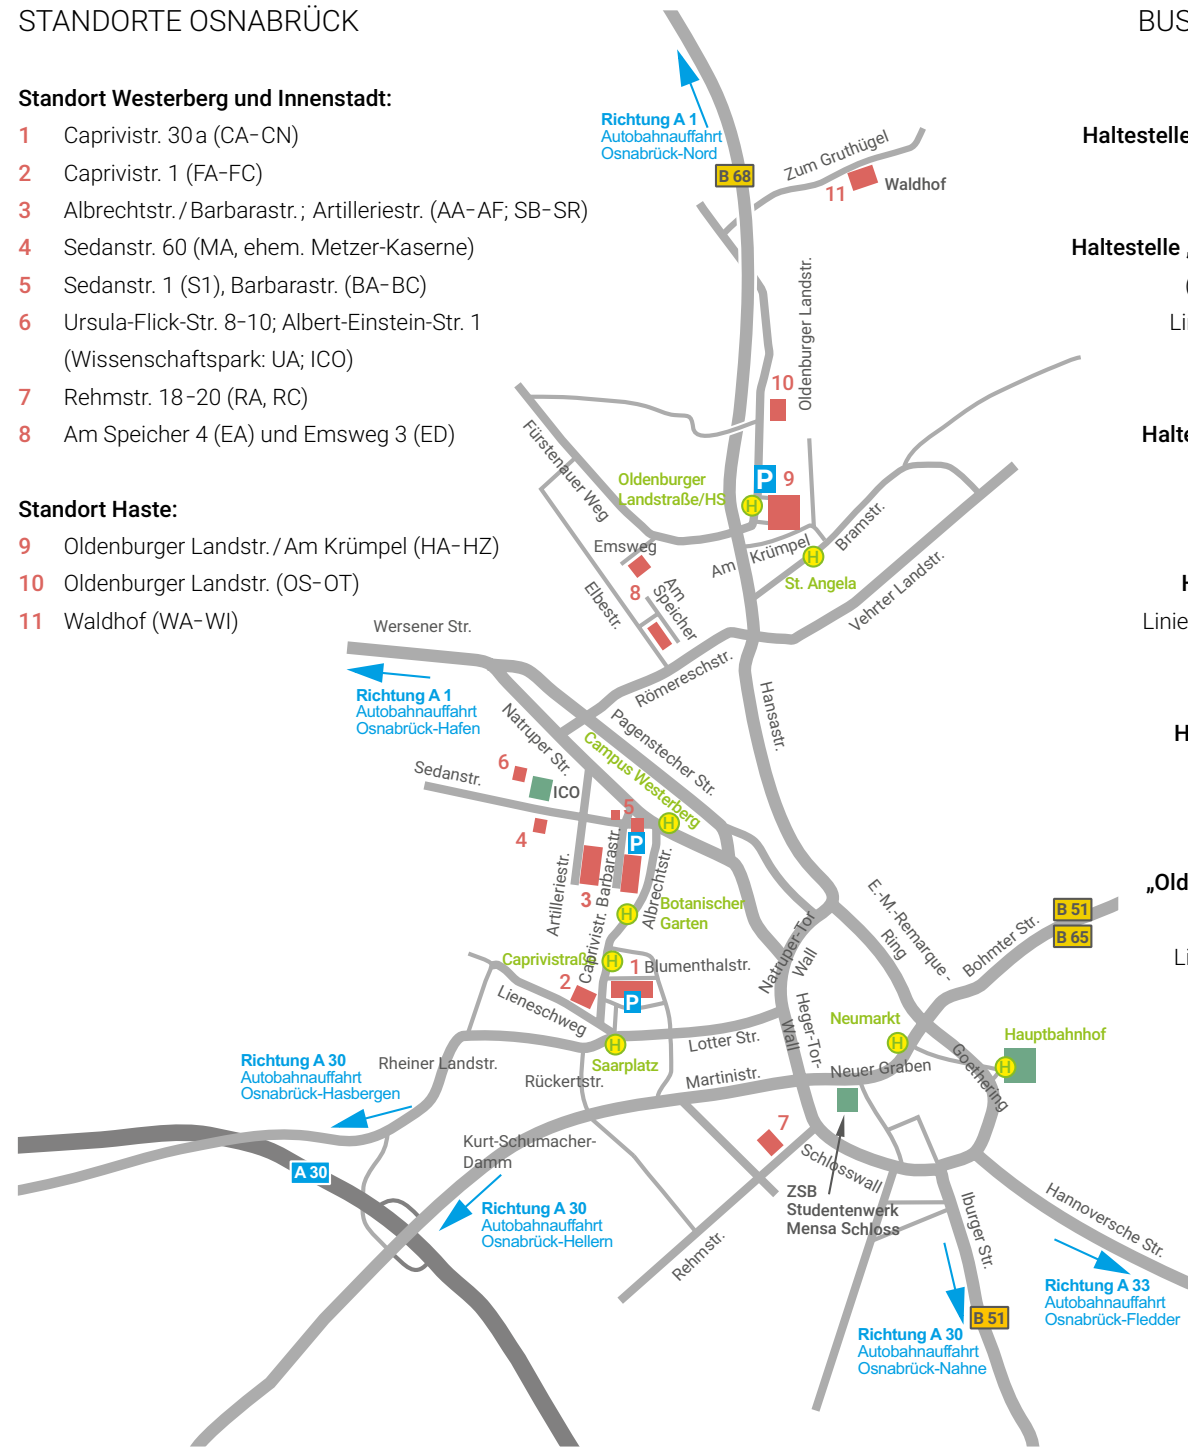 STANDORTE OSNABRÜCK
Standort Westerberg und Innenstadt:
1 Caprivistr. 30 a (CA-CN)
2 Caprivistr. 1 (FA-FC)
3 Albrechtstr. / Barbarastr. ; Artilleriestr. (AA-AF; SB-SR)
4 Sedanstr. 60 (MA, ehem. Metzer-Kaserne)
5 Sedanstr. 1 (S1), Barbarastr. (BA-BC)
6 Ursula-Flick-Str. 8-10; Albert-Einstein-Str. 1
(Wissenschaftspark: UA; ICO)
7 Rehmstr. 18-20 (RA, RC)
8 Am Speicher 4 (EA) und Emsweg 3 (ED)
Standort Haste:
9 Oldenburger Landstr. / Am Krümpel (HA-HZ)
10 Oldenburger Landstr. (OS-OT)
11 Waldhof (WA-WI)
BUS
Haltestelle
Haltestelle „
(
Li
Halte
H
Linie
H
„Old
Li
Richtung A 1
Autobahnauffahrt
Osnabrück-Nord
B 68
Zum Gruthügel
11
Waldhof
Oldenburger Landstr.
10
Fürstenauer Weg
Oldenburger
Landstraße/HS
P
9
H
Bramstr.
Emsweg
Am Krümpel
H
St. Angela
8
Am
Speicher
Elbestr.
Vehrter Landstr.
Wersener Str.
Römereschstr.
Richtung A 1
Autobahnauffahrt
Osnabrück-Hafen
Hansastr.
Natruper Str.
Pagenstecher Str.
Campus Westerberg
6
Sedanstr.
ICO
5
H
4
P
Artilleriestr.
3
Barbarastr.
Albrechtstr.
H
Botanischer
Garten
E.-M.-Remarque-
Ring
B 51
B 65
Bohmter Str.
Natruper-Tor
Wall
Caprivistr.
Caprivistraß
H
1
Blumenthalstr.
2
P
Lieneschweg
Heger-Tor-
Wall
Neumarkt
H
Hauptbahnhof
H
H
Saarplatz
Lotter Str.
Goethering
Richtung A 30
Autobahnauffahrt
Osnabrück-Hasbergen
Rheiner Landstr.
Rückertstr.
Martinistr.
Neuer Graben
7
A 30
Kurt-Schumacher-
Damm
Schlosswall
ZSB
Studentenwerk
Mensa Schloss
Richtung A 30
Autobahnauffahrt
Osnabrück-Hellern
Rehmstr.
Iburger Str.
Hannoversche Str.
Richtung A 33
Autobahnauffahrt
Osnabrück-Fledder
B 51
Richtung A 30
Autobahnauffahrt
Osnabrück-Nahne